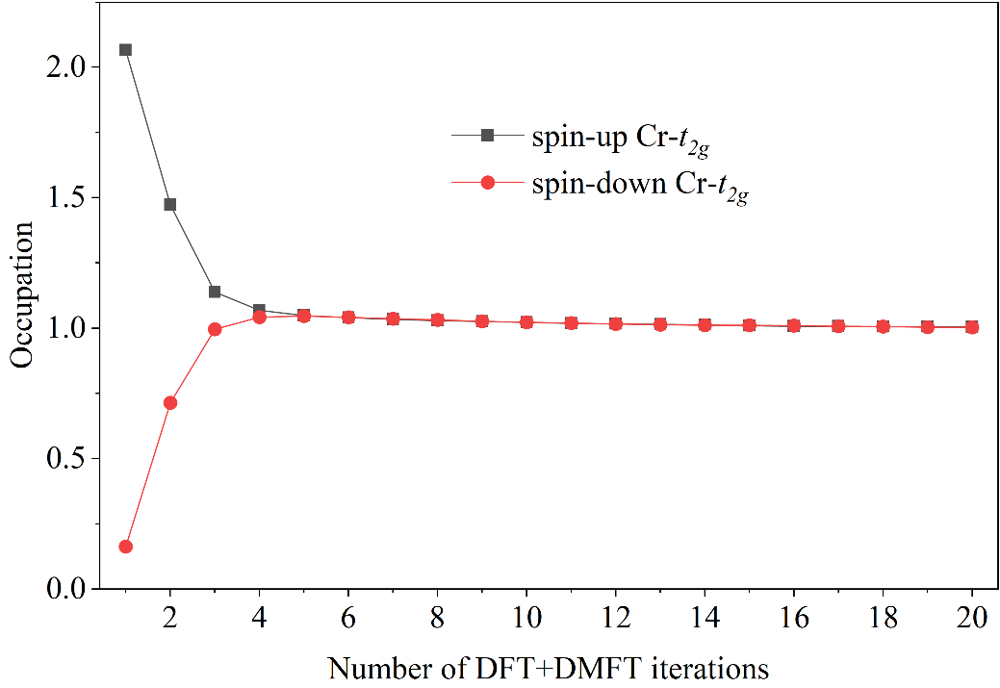 2.0
1.5
1.0
0.5
0.0
Occupation
spin-up Cr-t2g
spin-down Cr-t2g
2 4 6 8 10 12 14 16 18 20
Number of DFT+DMFT iterations